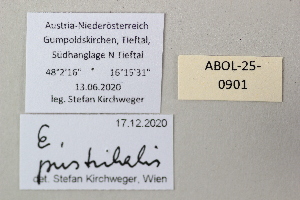 Austria-Niederösterreich
Gumpoldskirchen, Tieftal,
Südhanglage N Tieftal
48°2'16" * 16°15'31"
13.06.2020
leg. Stefan Kirchweger
ABOL-25-
0901
17.12.2020
E.
det. Stefan Kirchweger, Wien